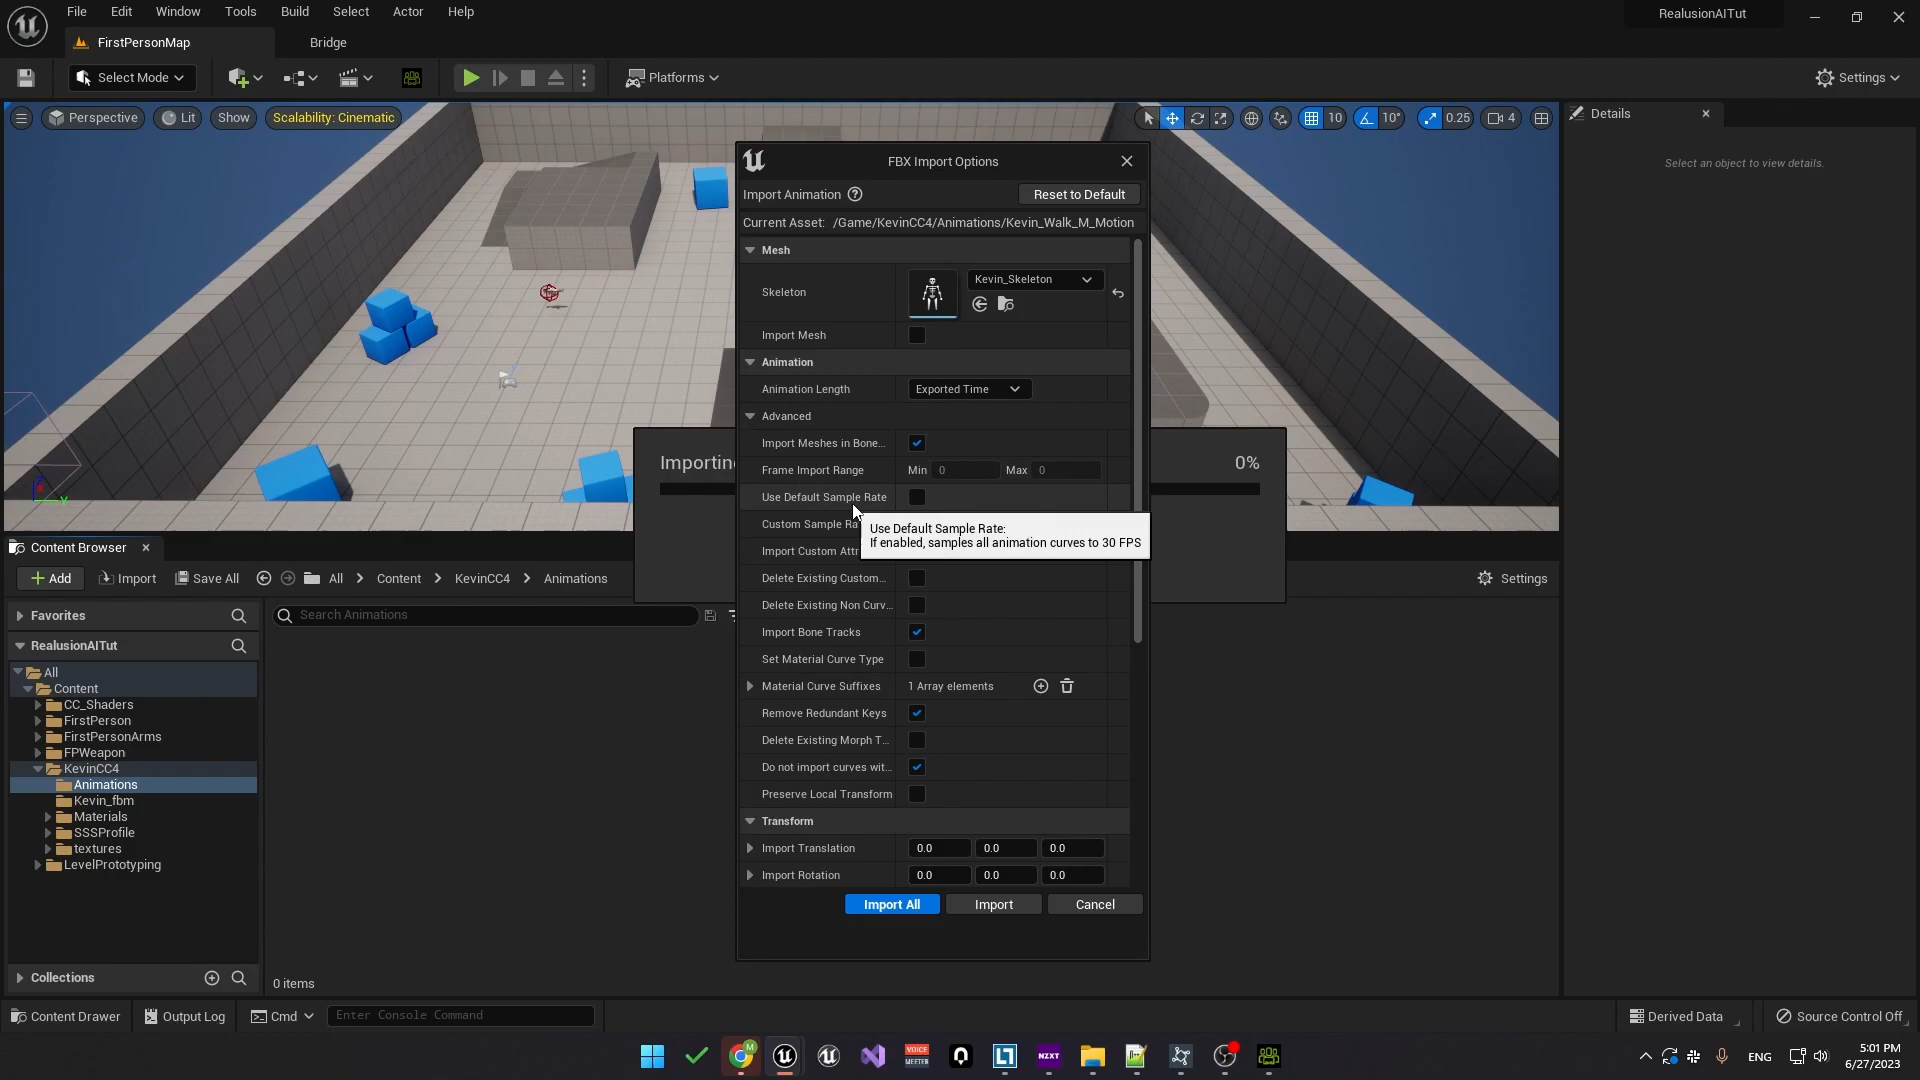 File Edit Window Tools Build Select Actor Help
RealusionAITut
FirstPersonMap
Bridge
Select Mode
Platforms
Settings
Perspective Lit Show Scalability: Cinematic
10 10° 0.25 4
Details
Select an object to view details.
FBX Import Options
Import Animation
Reset to Default
Current Asset: /Game/KevinCC4/Animations/Kevin_Walk_M_Motion
Mesh
Skeleton
Kevin_Skeleton
Import Mesh
Animation
Animation Length Exported Time
Advanced
Import Meshes in Bone...
Frame Import Range Min 0 Max 0
Use Default Sample Rate
Custom Sample Ra
Import Custom Attr
Use Default Sample Rate:
If enabled, samples all animation curves to 30 FPS
Delete Existing Custom...
Delete Existing Non Curv...
Import Bone Tracks
Set Material Curve Type
Material Curve Suffixes 1 Array elements
Remove Redundant Keys
Delete Existing Morph T...
Do not import curves wit...
Preserve Local Transform
Transform
Import Translation 0.0 0.0 0.0
Import Rotation 0.0 0.0 0.0
Import All Import Cancel
Importin
0%
Content Browser
Add Import Save All All Content KevinCC4 Animations
Settings
Favorites
Search Animations
RealusionAITut
All
Content
CC_Shaders
FirstPerson
FirstPersonArms
FPWeapon
KevinCC4
Animations
Kevin_fbm
Materials
SSSProfile
textures
LevelPrototyping
Collections
0 items
Content Drawer Output Log Cmd Enter Console Command
Derived Data Source Control Off
VOICE
MEETER
NZXT
M
ENG
5:01 PM
6/27/2023